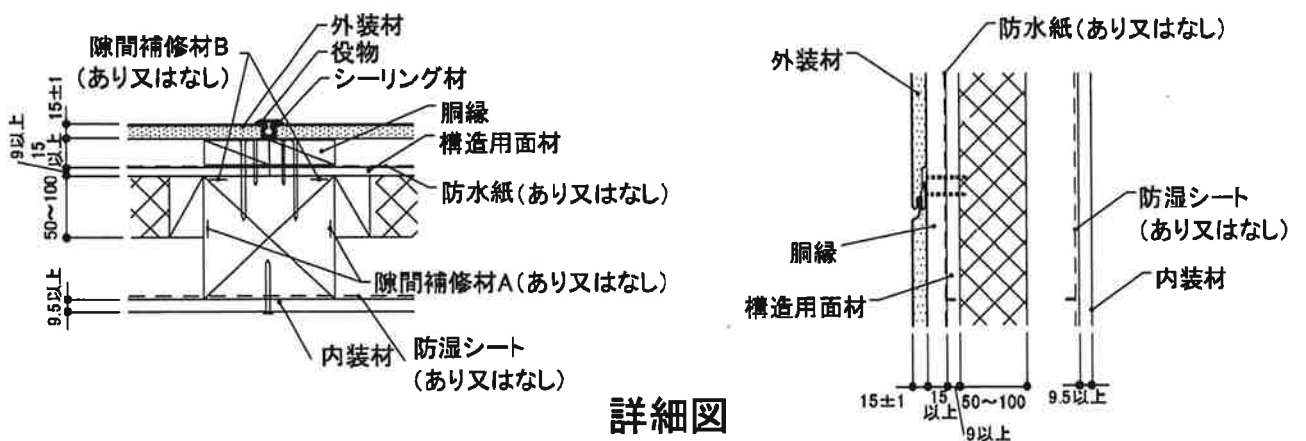 外装材
役物
シーリング材
隙間補修材B
(あり又はなし)
胴縁
構造用面材
防水紙(あり又はなし)
隙間補修材A(あり又はなし)
内装材
防湿シート
(あり又はなし)
15±1
15
以上
9以上
50~100
9.5以上
防水紙(あり又はなし)
外装材
防湿シート
(あり又はなし)
胴縁
構造用面材
内装材
15±1
15
以上
50~100
9.5以上
9以上
詳細図